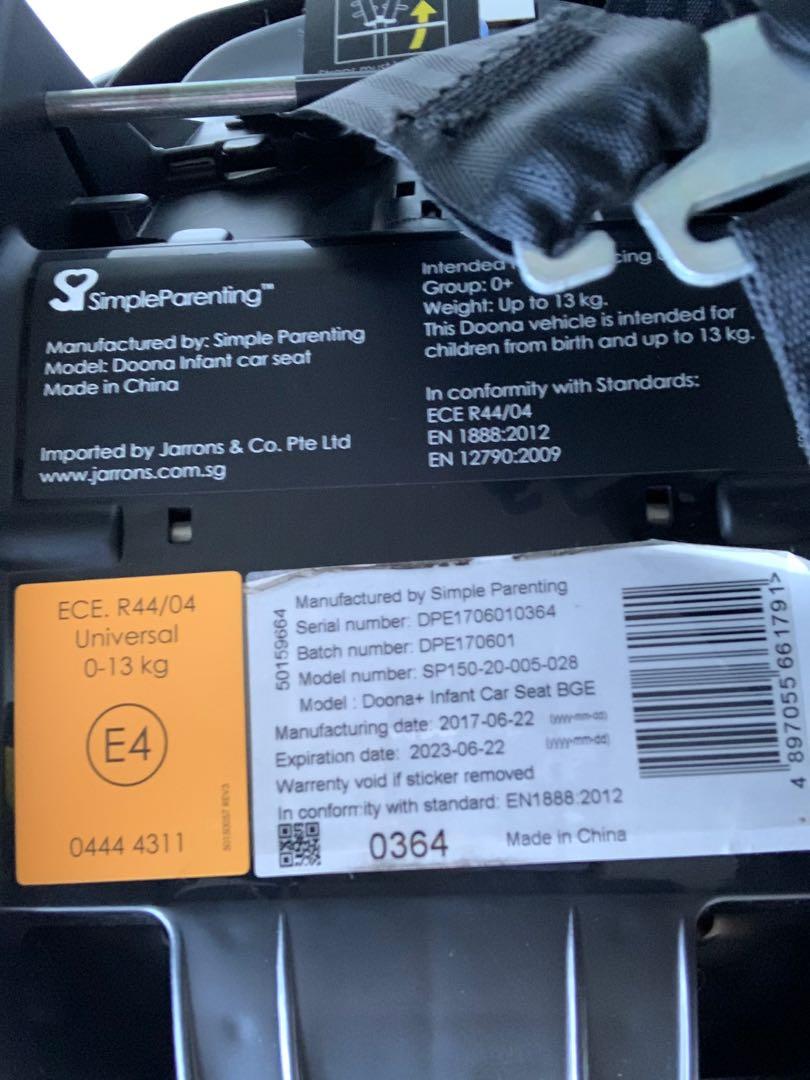 SimpleParenting™
Manufactured by: Simple Parenting
Model: Doona Infant car seat
Made in China
Imported by Jarrons & Co. Pte Ltd
www.jarrons.com.sg
Intended
Group: 0+
Weight: Up to 13 kg.
This Doona vehicle is intended for
children from birth and up to 13 kg.
In conformity with Standards:
ECE R44/04
EN 1888:2012
EN 12790:2009
ECE. R44/04
Universal
0-13 kg
E4
0444 4311
50159664
Manufactured by Simple Parenting
Serial number: DPE1706010364
Batch number: DPE170601
Model number: SP150-20-005-028
Model : Doona+ Infant Car Seat BGE
Manufacturing date: 2017-06-22 (yyyy-mm-dd)
Expiration date: 2023-06-22 (yyyy-mm-dd)
Warrenty void if sticker removed
In conformity with standard: EN1888:2012
0364
Made in China
4 897055 661791>